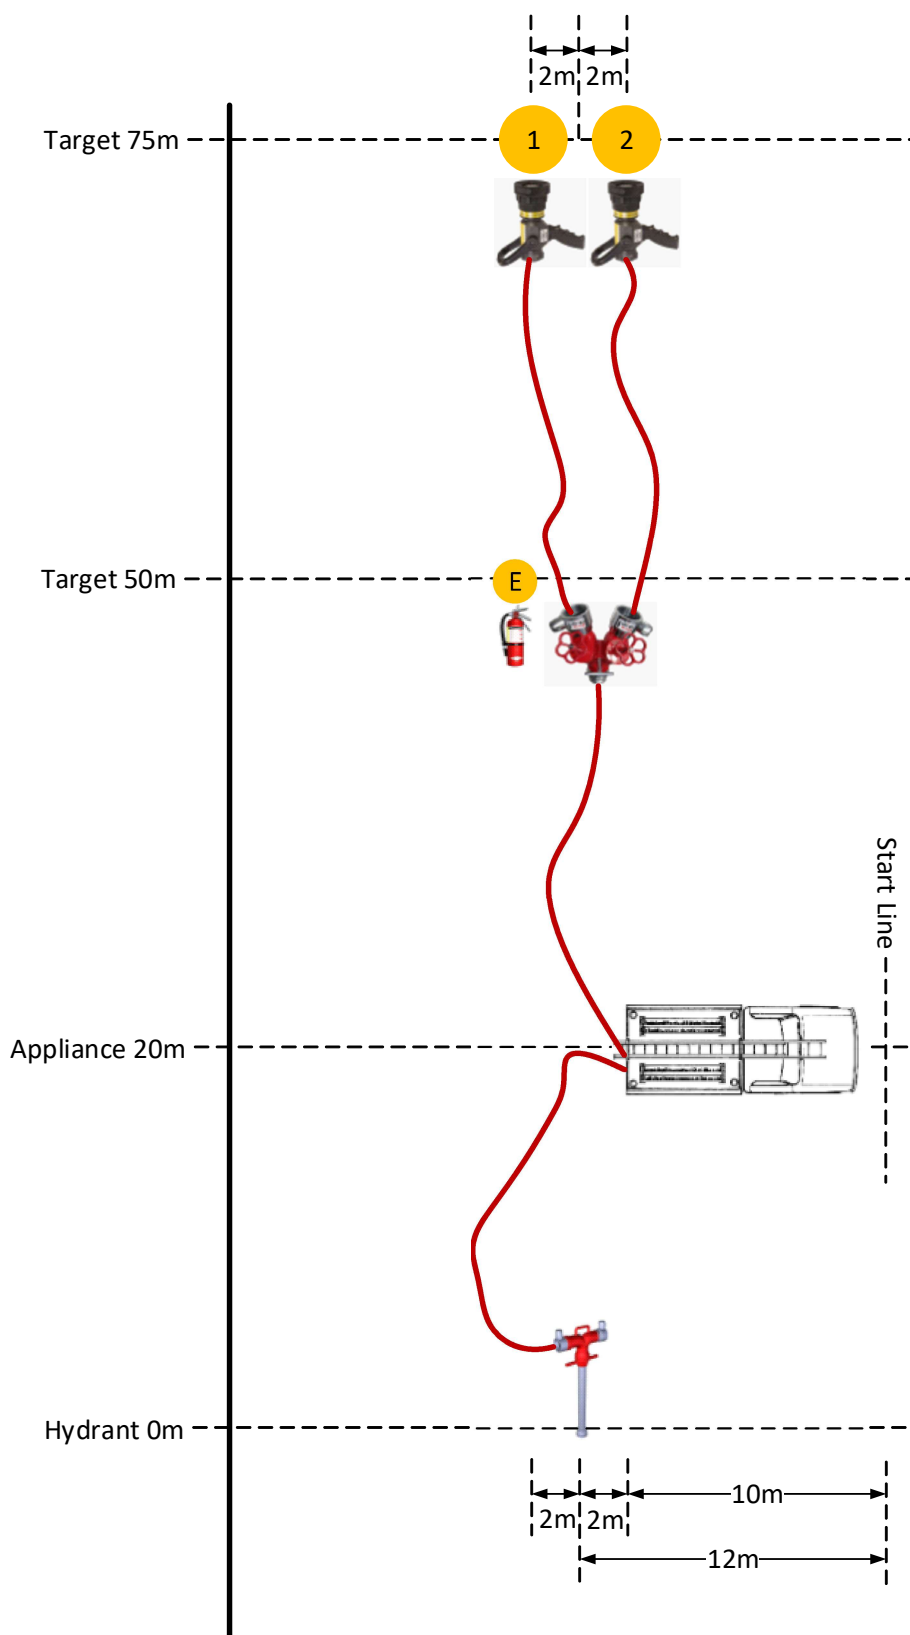 2m 2m
Target 75m
1 2
Target 50m
E
Start Line
Appliance 20m
Hydrant 0m
10m
2m 2m
12m